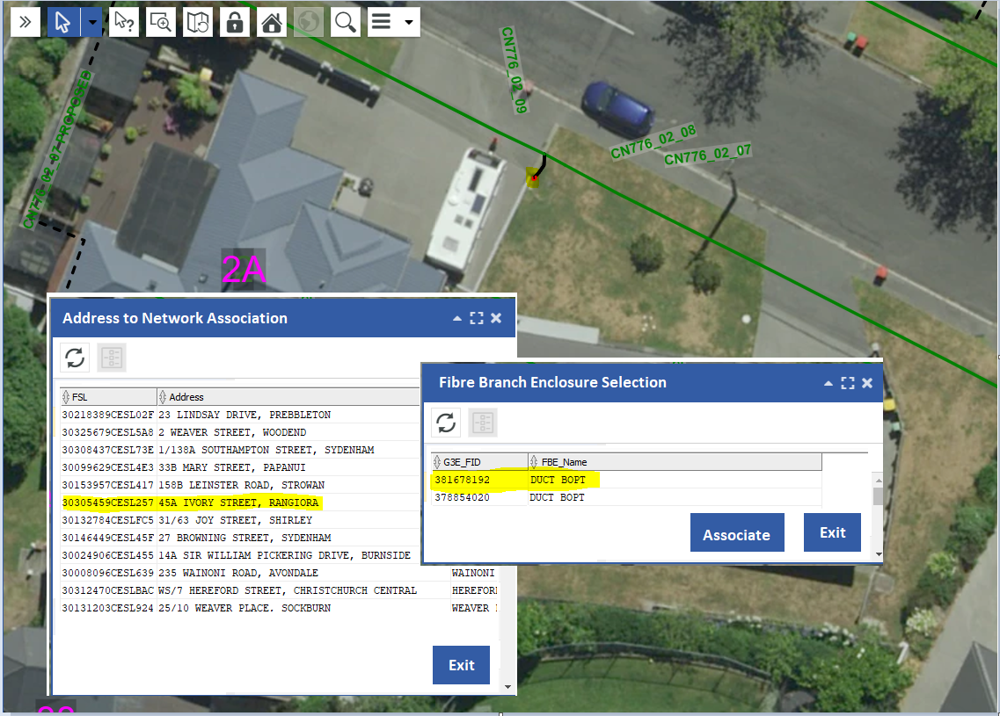 CN776_02_09
CN776_02_08
CN776_02_07
CN776_02_07 PROPOSED
2A
Address to Network Association
FSL Address
30218389CESL02F 23 LINDSAY DRIVE, PREBBLETON
30325679CESL5A8 2 WEAVER STREET, WOODEND
30308437CESL73E 1/138A SOUTHAMPTON STREET, SYDENHAM
30099629CESL4E3 33B MARY STREET, PAPANUI
30153957CESL417 158B LEINSTER ROAD, STROWAN
30305459CESL257 45A IVORY STREET, RANGIORA
30132784CESLFC5 31/63 JOY STREET, SHIRLEY
30146449CESL45F 27 BROWNING STREET, SYDENHAM
30024906CESL455 14A SIR WILLIAM PICKERING DRIVE, BURNSIDE
30008096CESL639 235 WAINONI ROAD, AVONDALE WAINONI
30312470CESLBAC WS/7 HEREFORD STREET, CHRISTCHURCH CENTRAL HEREFOR
30131203CESL924 25/10 WEAVER PLACE, SOCKBURN WEAVER
Exit
Fibre Branch Enclosure Selection
G3E_FID FBE_Name
381678192 DUCT BOPT
378854020 DUCT BOPT
Associate Exit